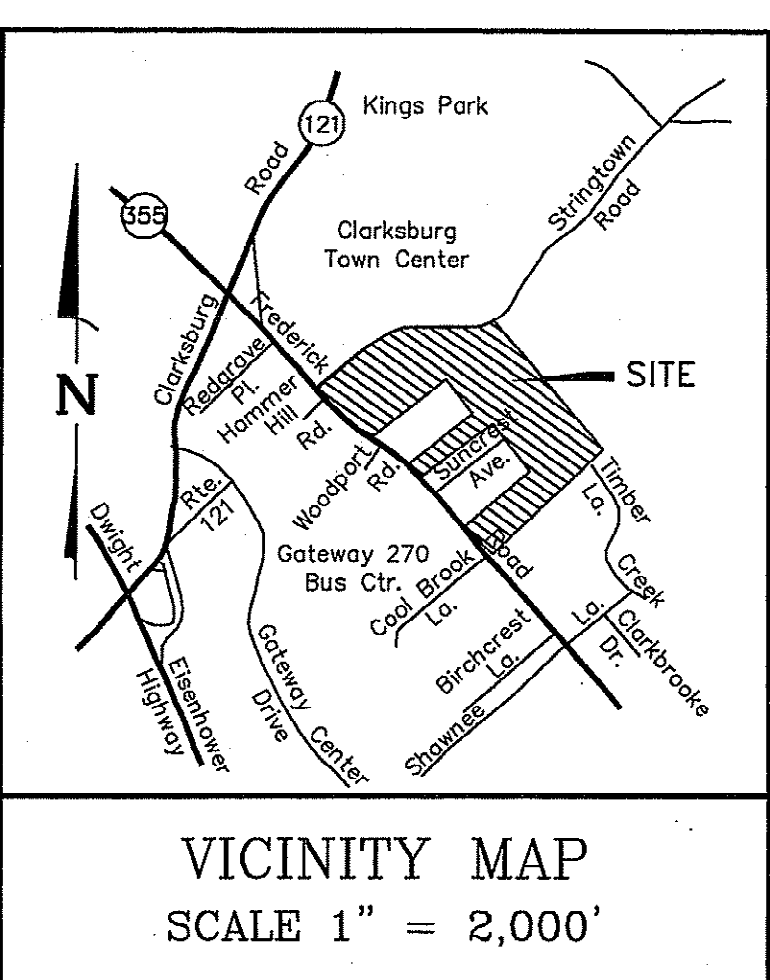 121
Kings Park
Road
355
Stringtown
Road
Clarksburg
Town Center
Clarksburg
Frederick
Redgrave
Pl.
Hammer
Hill
Rd.
SITE
N
Suncrest
Ave.
Woodport
Rd.
Timber
La.
Rte.
121
Dwight
Gateway 270
Bus Ctr.
Road
Cool Brook
La.
Creek
La.
Clarkbrooke
Dr.
Birchcrest
La.
Gateway
Drive
Center
Eisenhower
Highway
Shawnee
VICINITY MAP
SCALE 1" = 2,000'